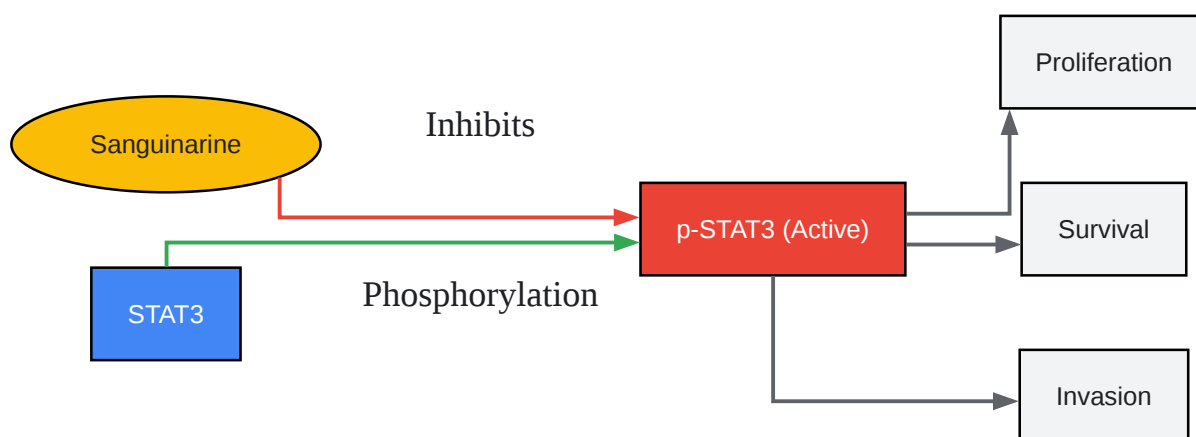 Proliferation
Inhibits
Sanguinarine
p-STAT3 (Active)
Survival
Phosphorylation
STAT3
Invasion